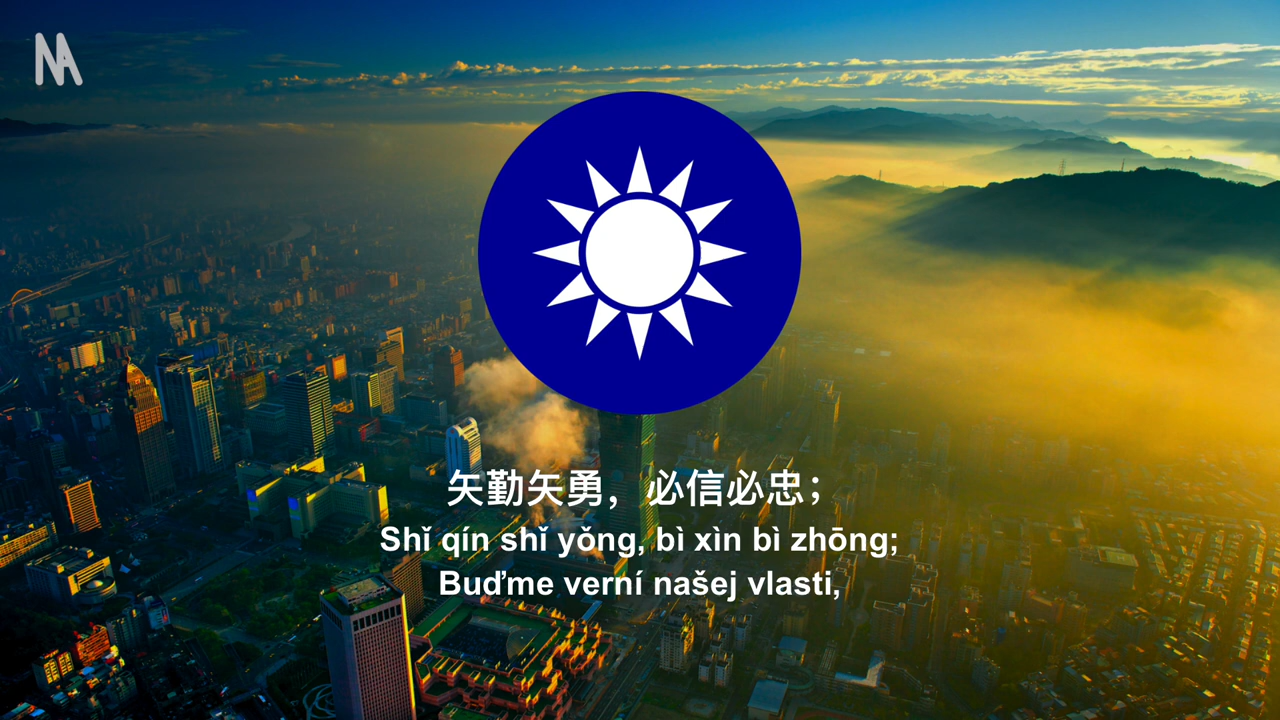 矢勤矢勇，必信必忠；
Shǐ qín shǐ yǒng, bì xìn bì zhōng;
Buďme verní našej vlasti,